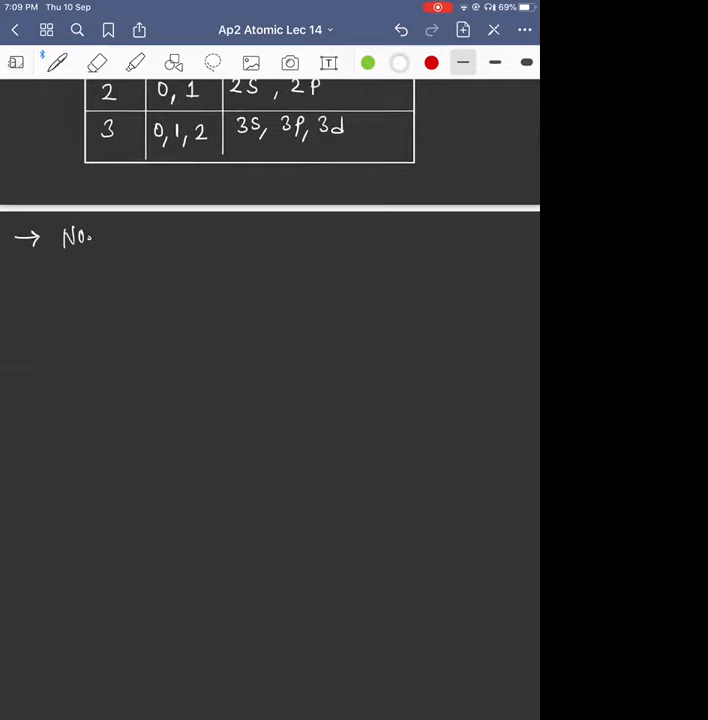 7:09 PM Thu 10 Sep 69%
Ap2 Atomic Lec 14
T
2 0, 1 2S , 2P
3 0, 1, 2 3S, 3P, 3d
→ No.